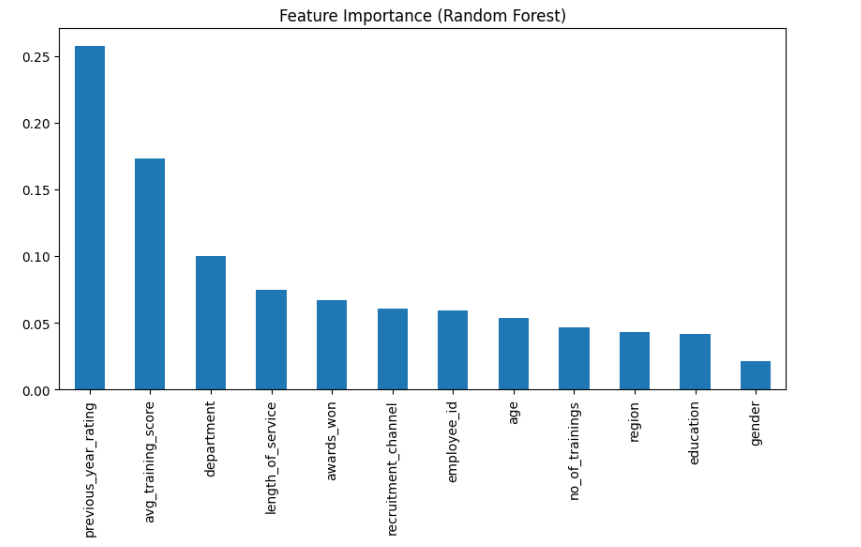 Feature Importance (Random Forest)
0.25
0.20
0.15
0.10
0.05
0.00
previous_year_rating
avg_training_score
department
length_of_service
awards_won
recruitment_channel
employee_id
age
no_of_trainings
region
education
gender